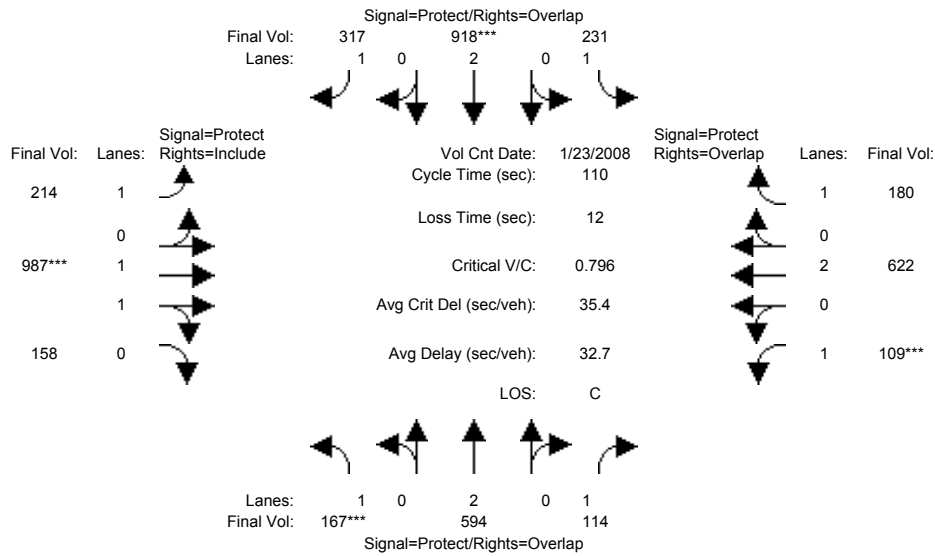 Signal=Protect/Rights=Overlap
Final Vol: 317 918*** 231
Lanes: 1 0 2 0 1
Signal=Protect
Final Vol: Lanes: Rights=Include
Vol Cnt Date: 1/23/2008
Signal=Protect
Rights=Overlap Lanes: Final Vol:
Cycle Time (sec): 110
214 1
1 180
Loss Time (sec): 12
0
0
987*** 1
Critical V/C: 0.796
2 622
1
Avg Crit Del (sec/veh): 35.4
0
158 0
Avg Delay (sec/veh): 32.7
1 109***
LOS: C
Lanes: 1 0 2 0 1
Final Vol: 167*** 594 114
Signal=Protect/Rights=Overlap